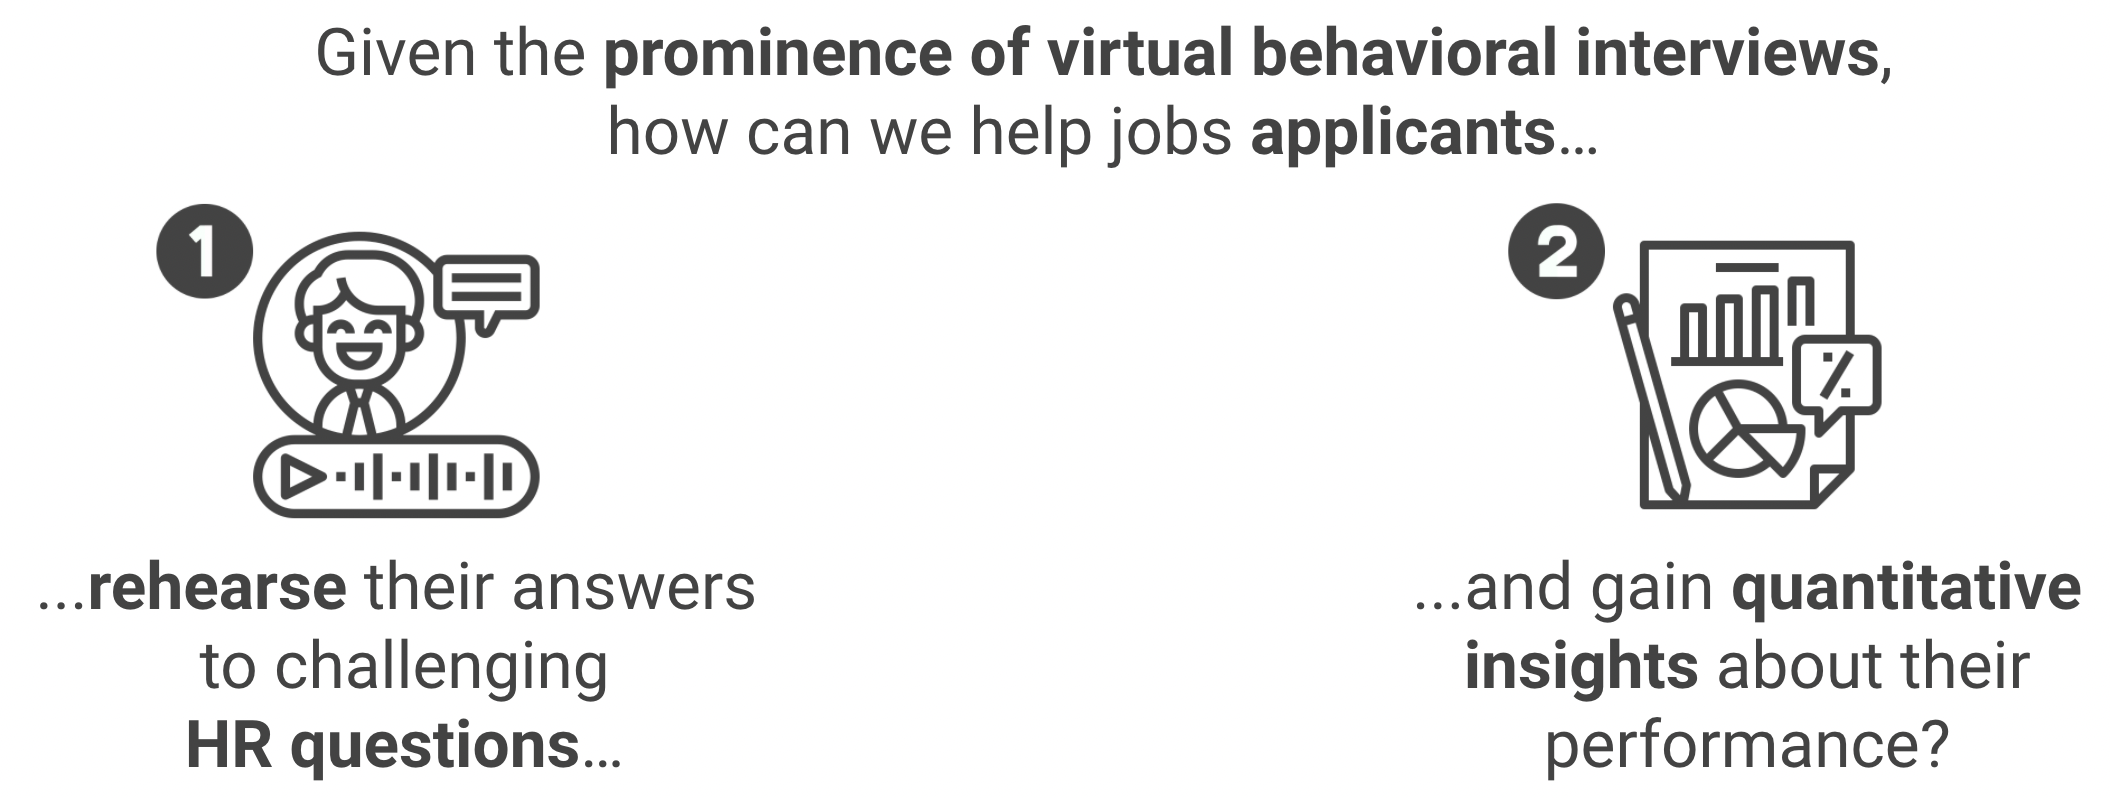 Given the prominence of virtual behavioral interviews,
how can we help jobs applicants...
1
...rehearse their answers
to challenging
HR questions...
2
%
...and gain quantitative
insights about their
performance?